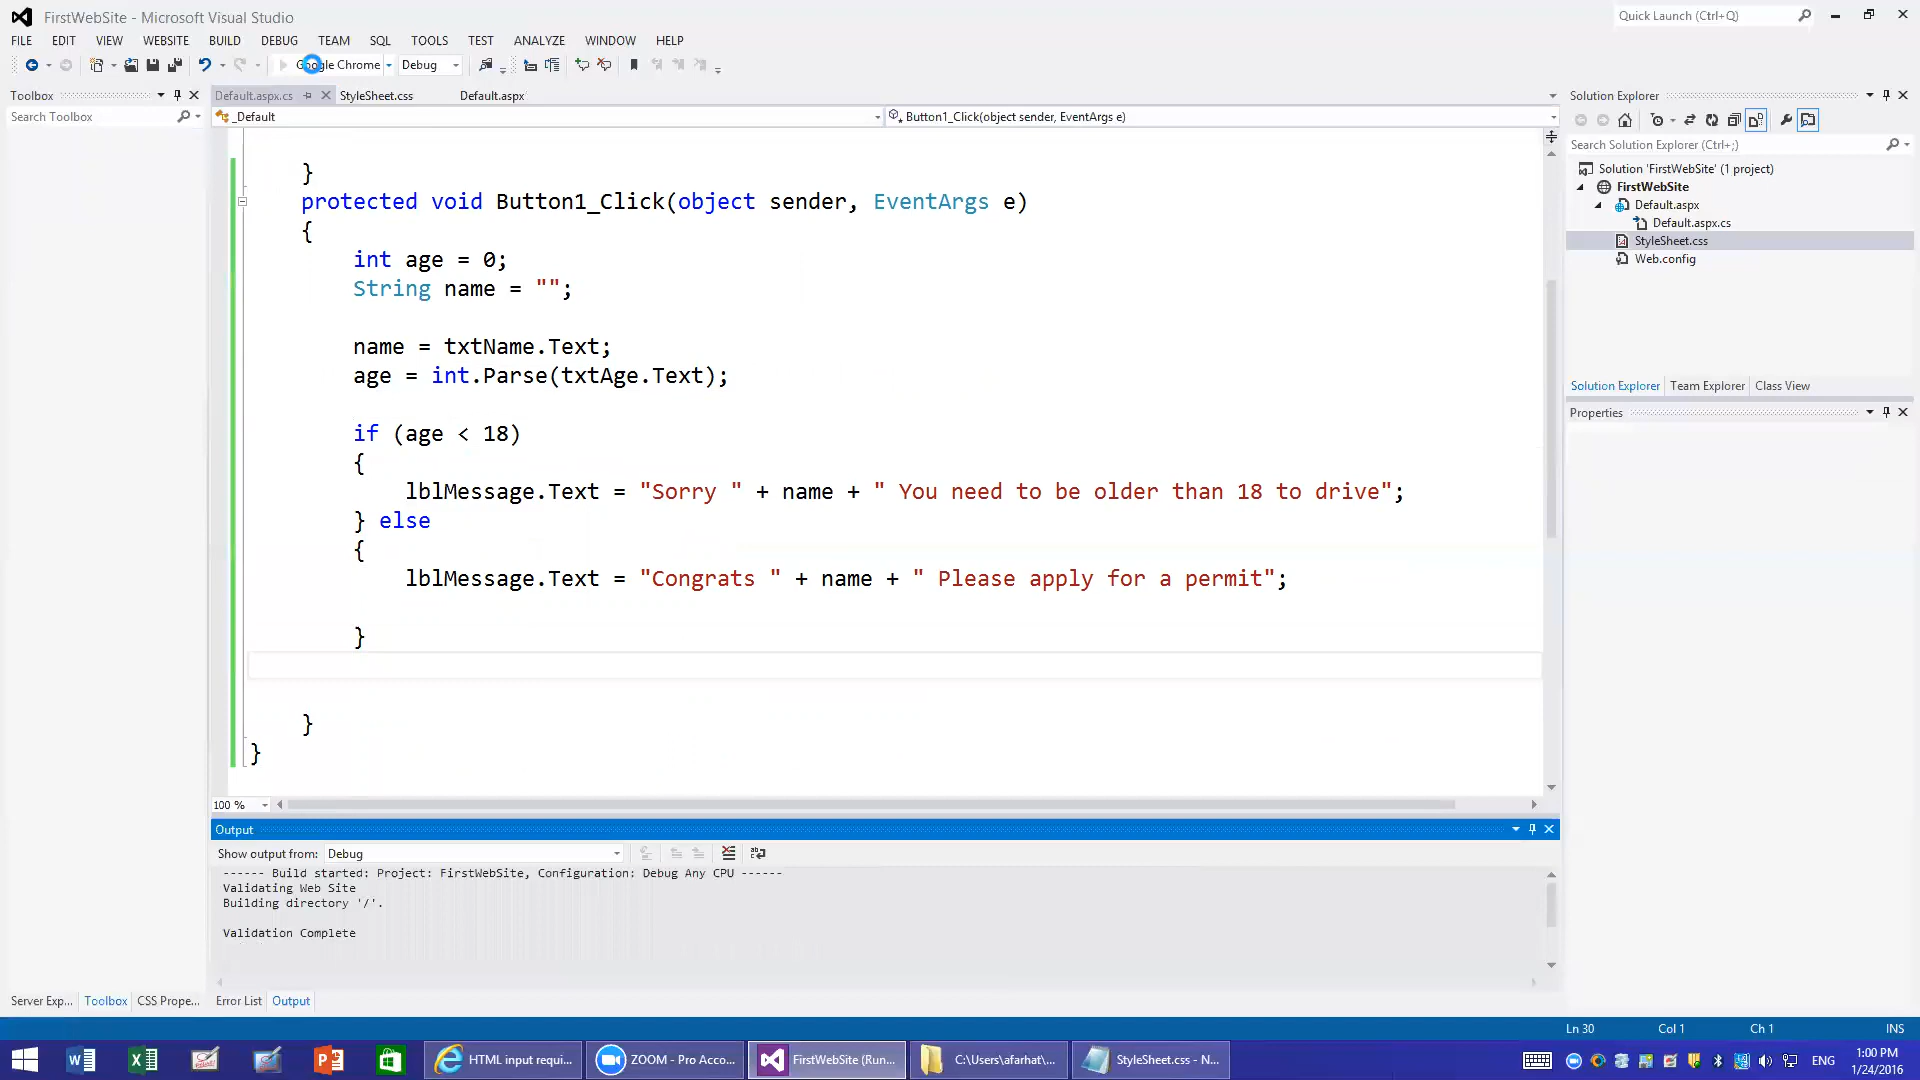 FirstWebSite - Microsoft Visual Studio
Quick Launch (Ctrl+Q)
FILE EDIT VIEW WEBSITE BUILD DEBUG TEAM SQL TOOLS TEST ANALYZE WINDOW HELP
Google Chrome Debug
Toolbox
Default.aspx.cs StyleSheet.css Default.aspx
Solution Explorer
Search Toolbox
_Default
Button1_Click(object sender, EventArgs e)
Search Solution Explorer (Ctrl+;)
Solution 'FirstWebSite' (1 project)
FirstWebSite
Default.aspx
Default.aspx.cs
StyleSheet.css
Web.config
Solution Explorer Team Explorer Class View
Properties
}
protected void Button1_Click(object sender, EventArgs e)
{
int age = 0;
String name = "";
name = txtName.Text;
age = int.Parse(txtAge.Text);
if (age < 18)
{
lblMessage.Text = "Sorry " + name + " You need to be older than 18 to drive";
} else
{
lblMessage.Text = "Congrats " + name + " Please apply for a permit";
}
}
}
100 %
Output
Show output from: Debug
------ Build started: Project: FirstWebSite, Configuration: Debug Any CPU ------
Validating Web Site
Building directory '/'.
Validation Complete
Server Exp... Toolbox CSS Prope...
Error List Output
Ln 30 Col 1 Ch 1 INS
HTML input requi...
ZOOM - Pro Acco...
FirstWebSite (Run...
C:\Users\afarhat\...
StyleSheet.css - N...
ENG
1:00 PM
1/24/2016